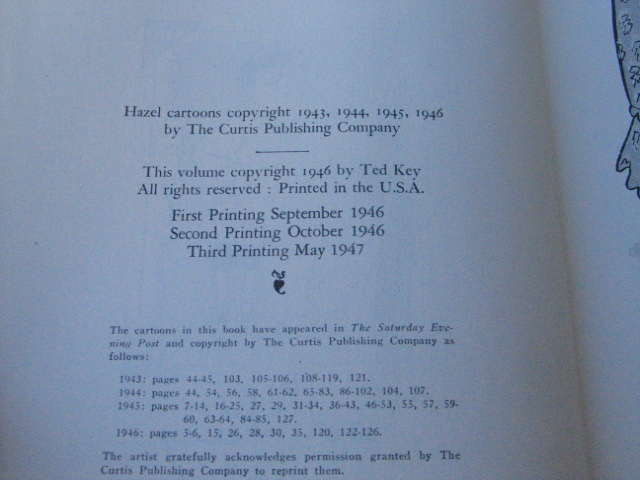 Hazel cartoons copyright 1943, 1944, 1945, 1946
by The Curtis Publishing Company
This volume copyright 1946 by Ted Key
All rights reserved : Printed in the U.S.A.
First Printing September 1946
Second Printing October 1946
Third Printing May 1947
The cartoons in this book have appeared in The Saturday Eve-
ning Post and copyright by The Curtis Publishing Company as
follows:
1943: pages 44-45, 103, 105-106, 108-119, 121.
1944: pages 44, 54, 56, 58, 61-62, 65-83, 86-102, 104, 107.
1945: pages 7-14, 16-25, 27, 29, 31-34, 36-43, 46-53, 55, 57, 59-
60, 63-64, 84-85, 127.
1946: pages 5-6, 15, 26, 28, 30, 35, 120, 122-126.
The artist gratefully acknowledges permission granted by The
Curtis Publishing Company to reprint them.